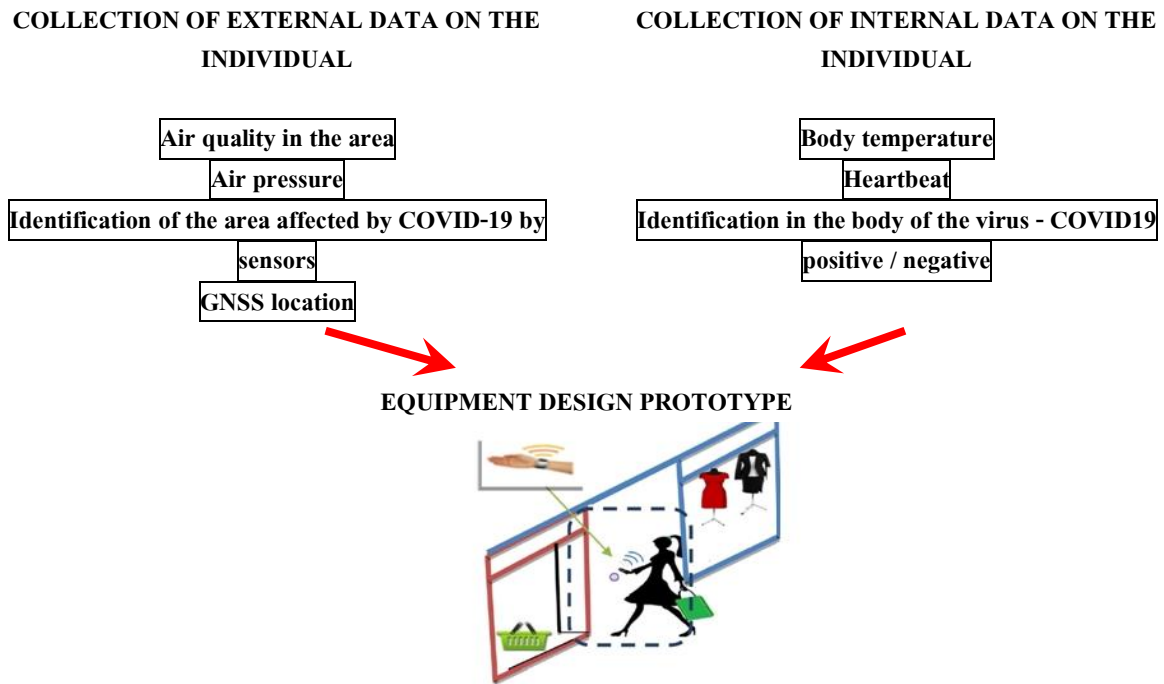 COLLECTION OF EXTERNAL DATA ON THE
INDIVIDUAL
Air quality in the area
Air pressure
Identification of the area affected by COVID-19 by
sensors
GNSS location
COLLECTION OF INTERNAL DATA ON THE
INDIVIDUAL
Body temperature
Heartbeat
Identification in the body of the virus - COVID19
positive / negative
EQUIPMENT DESIGN PROTOTYPE